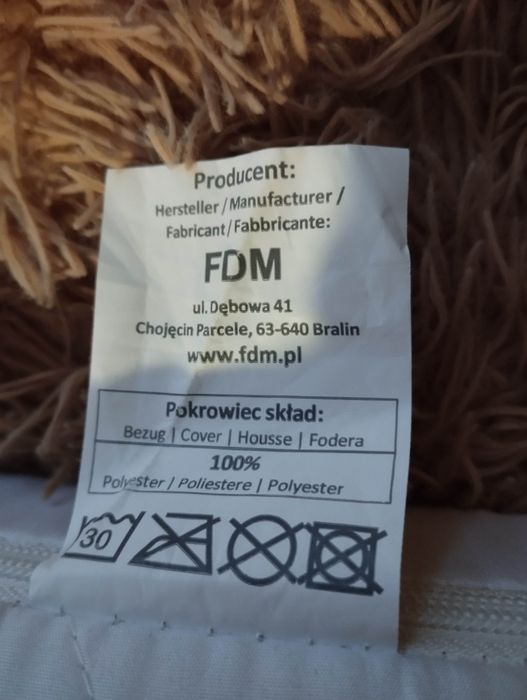 Producent:
Hersteller / Manufacturer /
Fabricant / Fabbricante:
FDM
ul. Dębowa 41
Chojęcin Parcele, 63-640 Bralin
www.fdm.pl
Pokrowiec skład:
Bezug | Cover | Housse | Fodera
100%
Polyester / Poliestere | Polyester
30